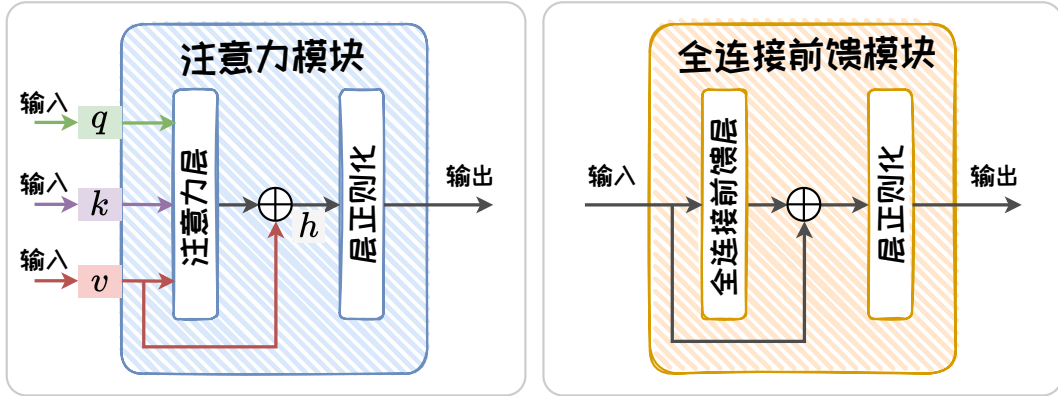 注意力模块
输入
q
输入
k
输入
v
注意力层
h
层正则化
输出
全连接前馈模块
输入
全连接前馈层
层正则化
输出